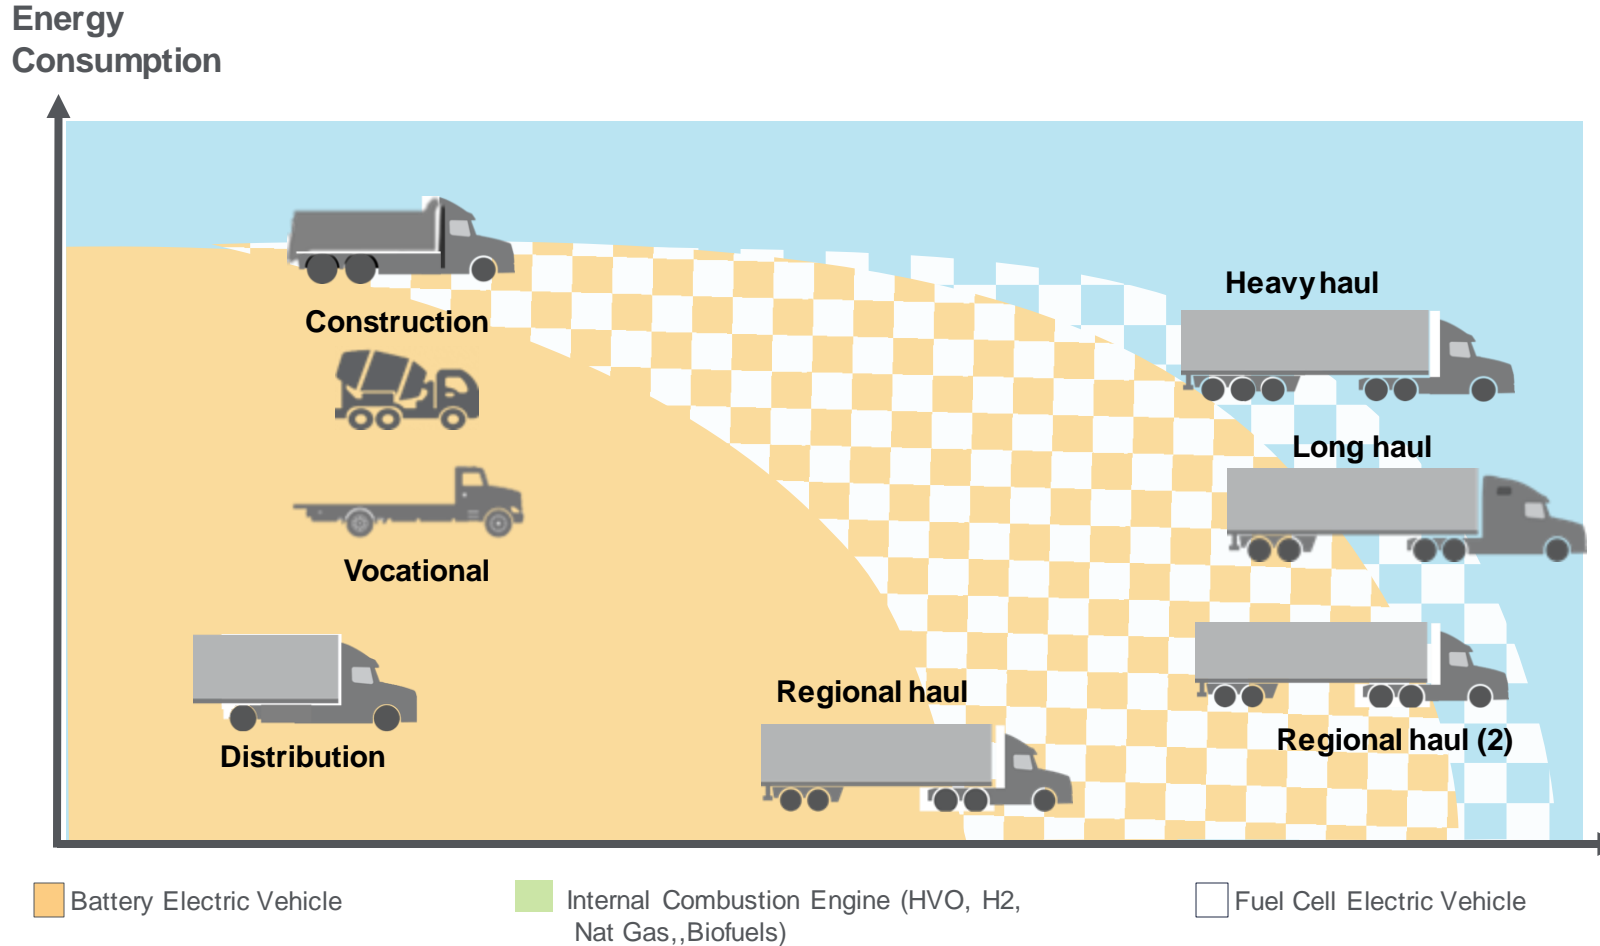 Energy
Consumption
Construction
Heavy haul
Long haul
Vocational
Regional haul
Regional haul (2)
Distribution
Battery Electric Vehicle
Internal Combustion Engine (HVO, H2,
Nat Gas,,Biofuels)
Fuel Cell Electric Vehicle